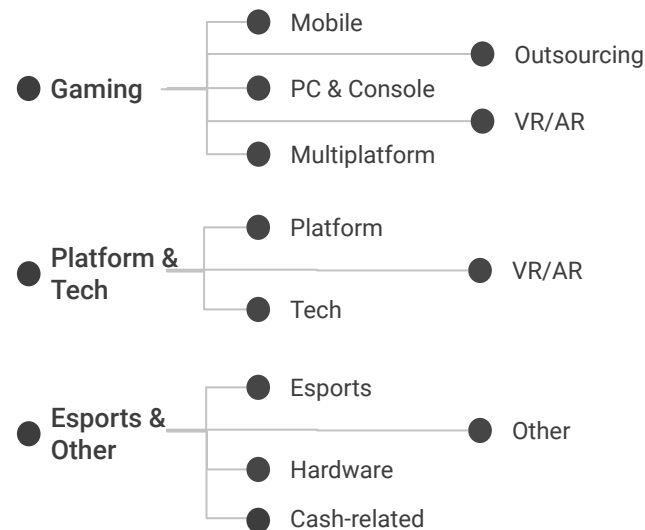 Mobile
Outsourcing
Gaming
PC & Console
VR/AR
Multiplatform
Platform
Platform &
Tech
VR/AR
Tech
Esports
Esports &
Other
Other
Hardware
Cash-related